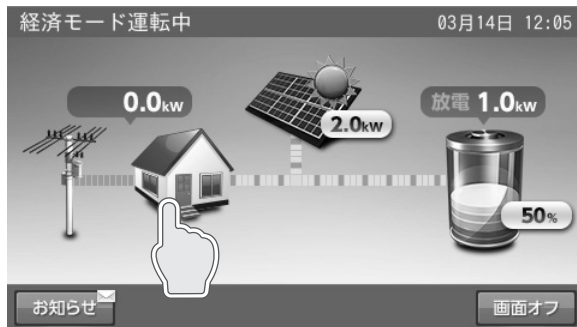 経済モード運転中
03月14日 12:05
0.0kw
2.0kw
放電 1.0kw
50%
お知らせ
画面オフ